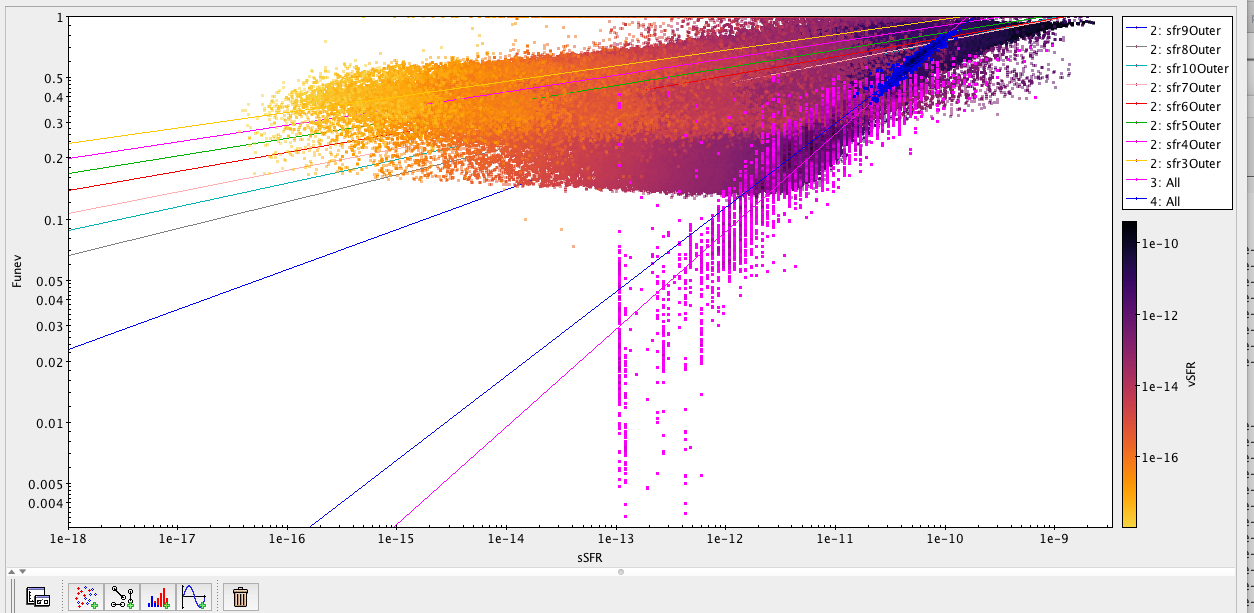 1
0.5
0.4
0.3
0.2
0.1
0.05
0.04
0.03
0.02
0.01
0.005
0.004
Funev
1e-18 1e-17 1e-16 1e-15 1e-14 1e-13 1e-12 1e-11 1e-10 1e-9
sSFR
2: sfr9Outer
2: sfr8Outer
2: sfr10Outer
2: sfr7Outer
2: sfr6Outer
2: sfr5Outer
2: sfr4Outer
2: sfr3Outer
3: All
4: All
1e-10
1e-12
1e-14
1e-16
vSFR